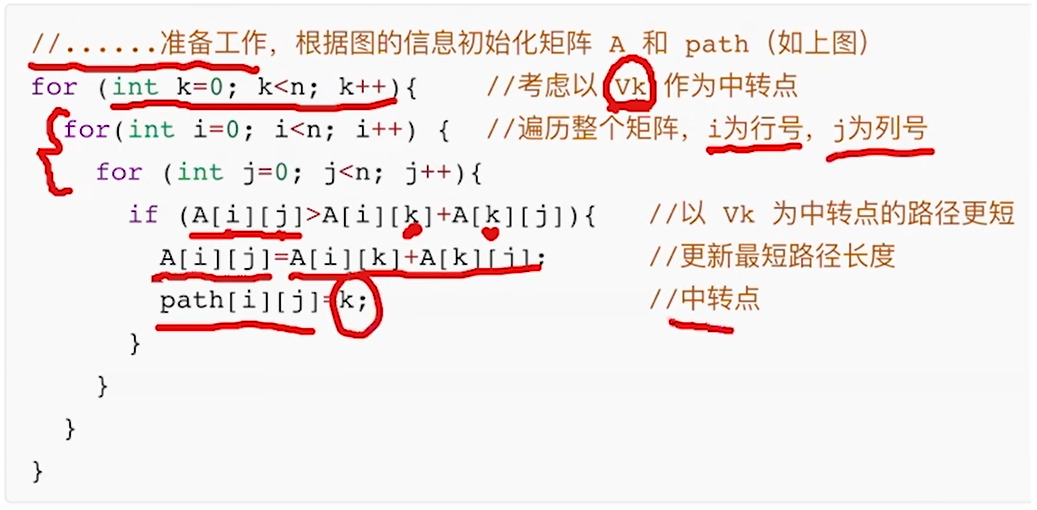 //......准备工作，根据图的信息初始化矩阵 A 和 path（如上图）
for (int k=0; k<n; k++){ //考虑以 Vk 作为中转点
for(int i=0; i<n; i++) { //遍历整个矩阵，i为行号，j为列号
for (int j=0; j<n; j++){
if (A[i][j]>A[i][k]+A[k][j]){ //以 Vk 为中转点的路径更短
A[i][j]=A[i][k]+A[k][j]; //更新最短路径长度
path[i][j]=k; //中转点
}
}
}
}